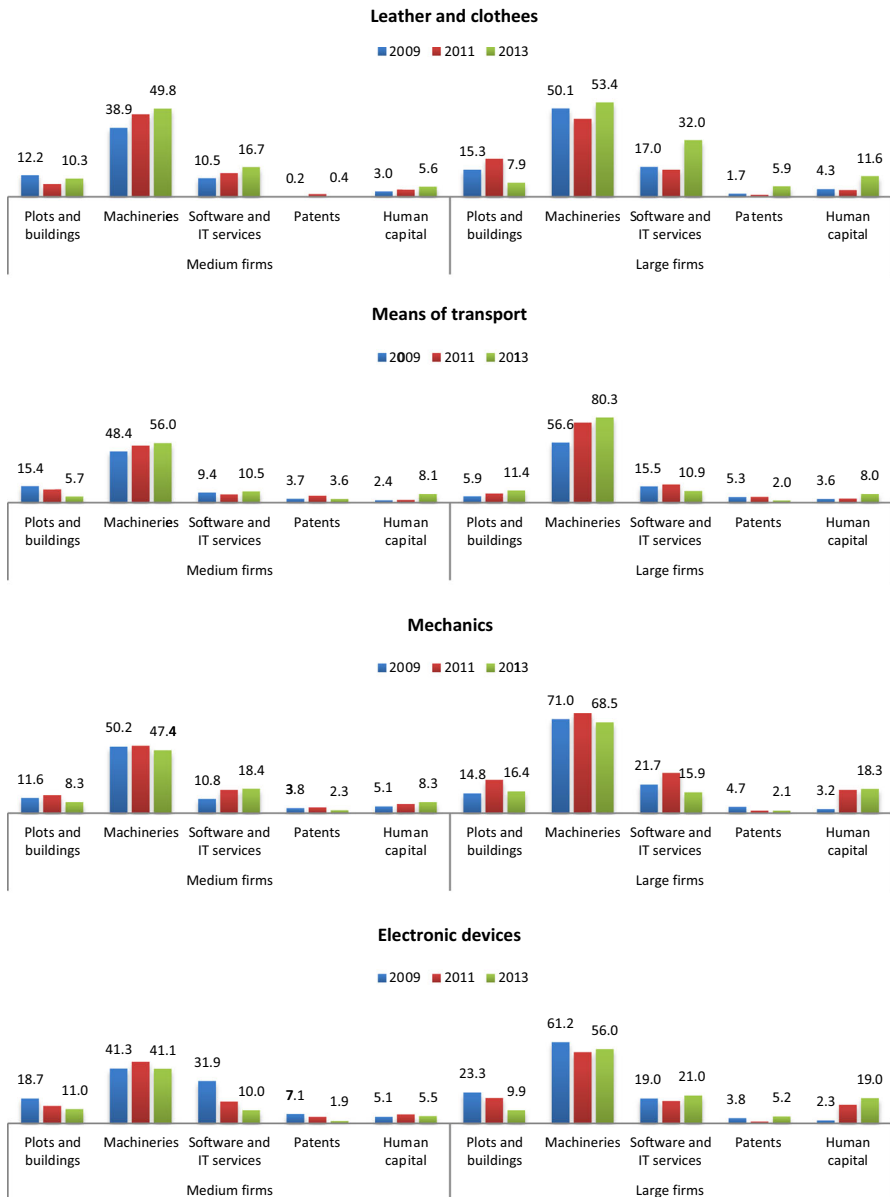 Leather and clothees
2009 2011 2013
12.2 10.3 38.9 49.8 10.5 16.7 0.2 0.4 3.0 5.6 15.3 7.9 50.1 53.4 17.0 32.0 1.7 5.9 4.3 11.6
Plots and Machineries Software and Patents Human Plots and Machineries Software and Patents Human
buildings IT services capital buildings IT services capital
Medium firms Large firms
Means of transport
2009 2011 2013
15.4 5.7 48.4 56.0 9.4 10.5 3.7 3.6 2.4 8.1 5.9 11.4 56.6 80.3 15.5 10.9 5.3 2.0 3.6 8.0
Plots and Machineries Software and Patents Human Plots and Machineries Software and Patents Human
buildings IT services capital buildings IT services capital
Medium firms Large firms
Mechanics
2009 2011 2013
11.6 8.3 50.2 47.4 10.8 18.4 3.8 2.3 5.1 8.3 14.8 16.4 71.0 68.5 21.7 15.9 4.7 2.1 3.2 18.3
Plots and Machineries Software and Patents Human Plots and Machineries Software and Patents Human
buildings IT services capital buildings IT services capital
Medium firms Large firms
Electronic devices
2009 2011 2013
18.7 11.0 41.3 41.1 31.9 10.0 7.1 1.9 5.1 5.5 23.3 9.9 61.2 56.0 19.0 21.0 3.8 5.2 2.3 19.0
Plots and Machineries Software and Patents Human Plots and Machineries Software and Patents Human
buildings IT services capital buildings IT services capital
Medium firms Large firms